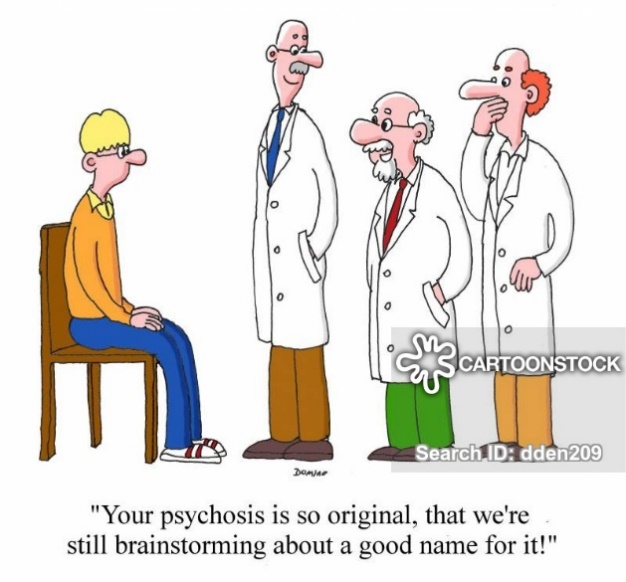 CARTOONSTOCK
Search ID: dden209
"Your psychosis is so original, that we're
still brainstorming about a good name for it!"